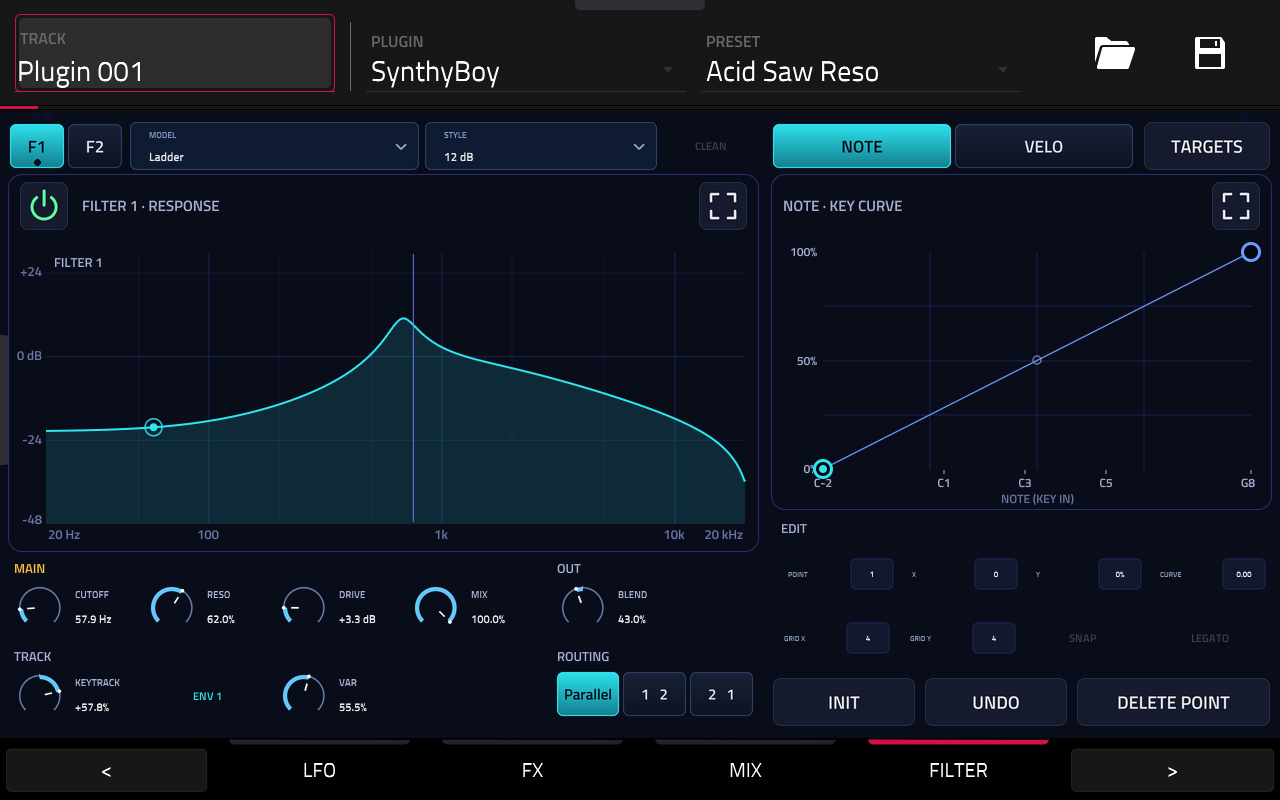 TRACK
Plugin 001
PLUGIN
SynthyBoy
PRESET
Acid Saw Reso
F1
F2
MODEL
Ladder
STYLE
12 dB
CLEAN
NOTE
VELO
TARGETS
FILTER 1 · RESPONSE
FILTER 1
+24
0 dB
-24
-48
20 Hz
100
1k
10k
20 kHz
NOTE · KEY CURVE
100%
50%
0%
C-2
C1
C3
C5
G8
NOTE (KEY IN)
MAIN
CUTOFF
57.9 Hz
RESO
62.0%
DRIVE
+3.3 dB
MIX
100.0%
OUT
BLEND
43.0%
TRACK
KEYTRACK
+57.8%
ENV 1
VAR
55.5%
ROUTING
Parallel
1 2
2 1
EDIT
POINT
1
X
0
Y
0%
CURVE
0.00
GRID X
4
GRID Y
4
SNAP
LEGATO
INIT
UNDO
DELETE POINT
<
LFO
FX
MIX
FILTER
>